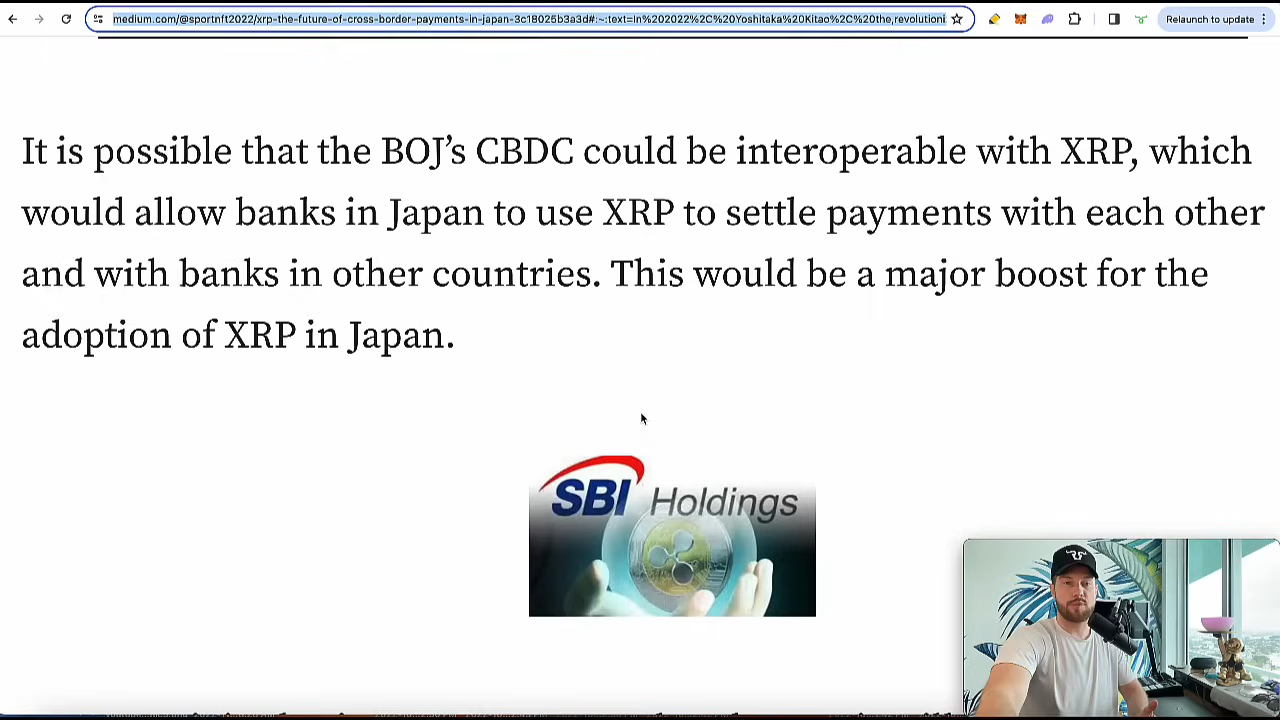 medium.com/@sportnft2022/xrp-the-future-of-cross-border-payments-in-japan-3c18025b3a3d#:~:text=In%202022%2C%20Yoshitaka%20Kitao%2C%20the,revolutioni
Relaunch to update
It is possible that the BOJ’s CBDC could be interoperable with XRP, which
would allow banks in Japan to use XRP to settle payments with each other
and with banks in other countries. This would be a major boost for the
adoption of XRP in Japan.
SBI Holdings